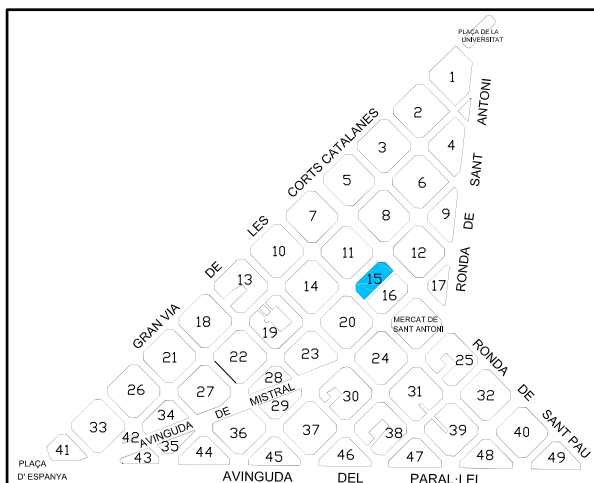 PLAÇA DE LA
UNIVERSITAT
1
2
ANTONI
CORTS CATALANES
3
4
SANT
5
6
7
8
9
DE
LES
10
11
12
RONDA
DE
13
14
15
16
17
GRAN VIA
18
19
20
MERCAT DE
SANT ANTONI
21
22
23
24
25
RONDA
26
27
28
MISTRAL
29
30
31
32
DE
33
34
DE
AVINGUDA
35
36
37
38
39
40
SANT PAU
41
42
43
44
45
46
47
48
49
PLAÇA
D' ESPANYA
AVINGUDA DEL PARAL·LEL